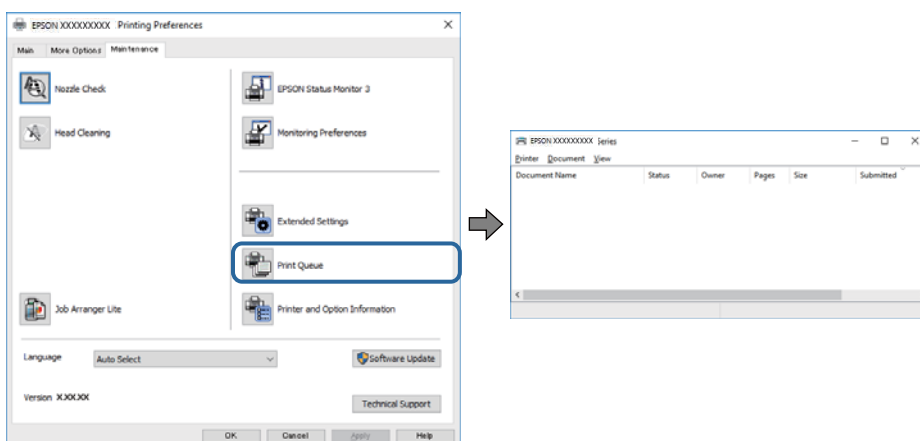 EPSON XXXXXXXXX Printing Preferences
Main More Options Maintenance
Nozzle Check
EPSON Status Monitor 3
Head Cleaning
Monitoring Preferences
Extended Settings
Print Queue
Job Arranger Lite
Printer and Option Information
Language Auto Select Software Update
Version X.XX.XX
Technical Support
OK Cancel Apply Help
EPSON XXXXXXXXX Series
Printer Document View
Document Name Status Owner Pages Size Submitted